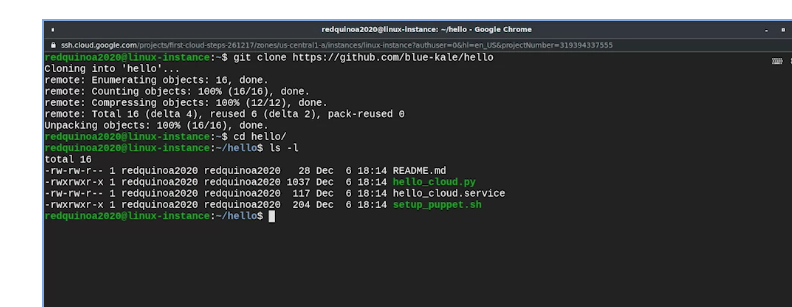 redquinoa2020@linux-instance: ~/hello - Google Chrome
ssh.cloud.google.com/projects/first-cloud-steps-261217/zones/us-central1-a/instances/linux-instance?authuser=0&hl=en_US&projectNumber=319394337555
redquinoa2020@linux-instance:~$ git clone https://github.com/blue-kale/hello
Cloning into 'hello'...
remote: Enumerating objects: 16, done.
remote: Counting objects: 100% (16/16), done.
remote: Compressing objects: 100% (12/12), done.
remote: Total 16 (delta 4), reused 6 (delta 2), pack-reused 0
Unpacking objects: 100% (16/16), done.
redquinoa2020@linux-instance:~$ cd hello/
redquinoa2020@linux-instance:~/hello$ ls -l
total 16
-rw-rw-r-- 1 redquinoa2020 redquinoa2020   28 Dec  6 18:14 README.md
-rwxrwxr-x 1 redquinoa2020 redquinoa2020 1037 Dec  6 18:14 hello_cloud.py
-rw-rw-r-- 1 redquinoa2020 redquinoa2020  117 Dec  6 18:14 hello_cloud.service
-rwxrwxr-x 1 redquinoa2020 redquinoa2020  204 Dec  6 18:14 setup_puppet.sh
redquinoa2020@linux-instance:~/hello$